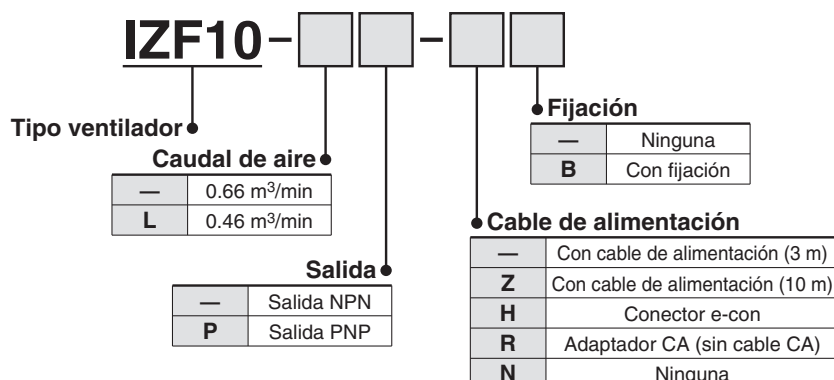 IZF10-□□-□□
Tipo ventilador
Caudal de aire
— 0.66 m³/min
L 0.46 m³/min
Salida
— Salida NPN
P Salida PNP
Fijación
— Ninguna
B Con fijación
Cable de alimentación
— Con cable de alimentación (3 m)
Z Con cable de alimentación (10 m)
H Conector e-con
R Adaptador CA (sin cable CA)
N Ninguna